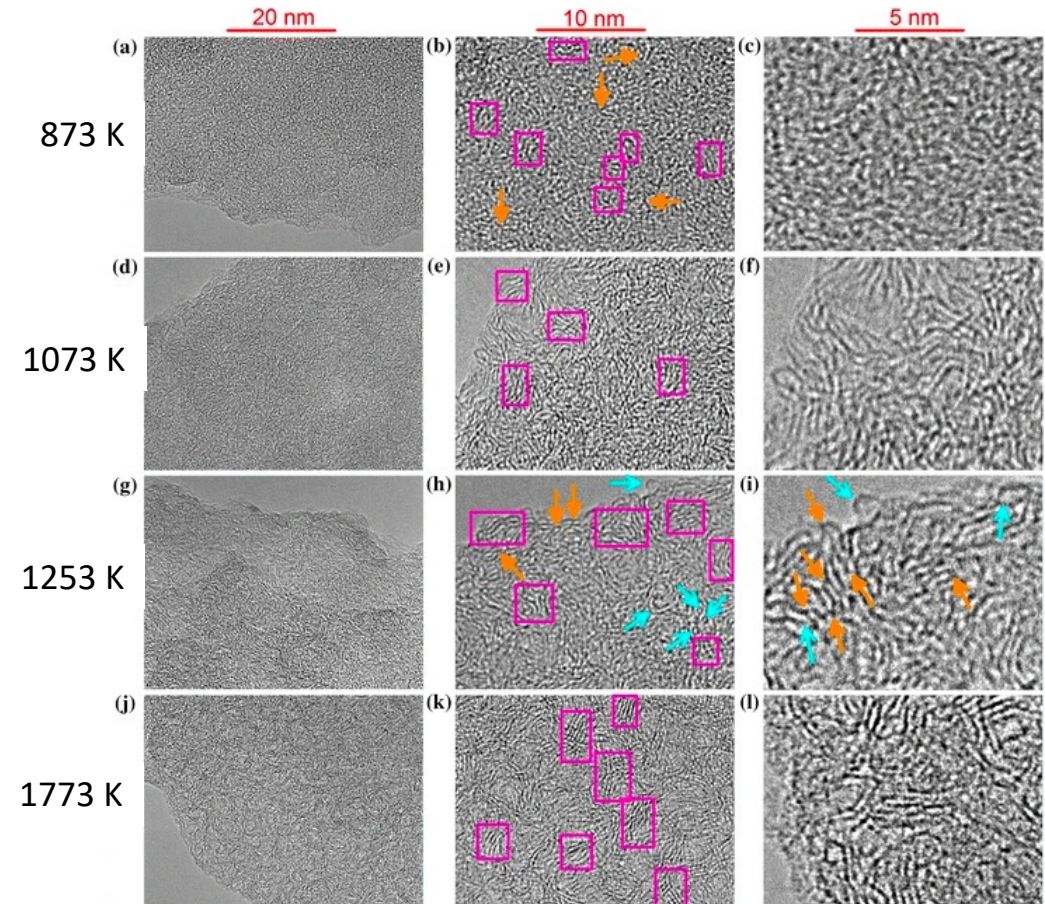 20 nm
10 nm
5 nm
(a)
(b)
(c)
873 K
(d)
(e)
(f)
1073 K
(g)
(h)
(i)
1253 K
(j)
(k)
(l)
1773 K